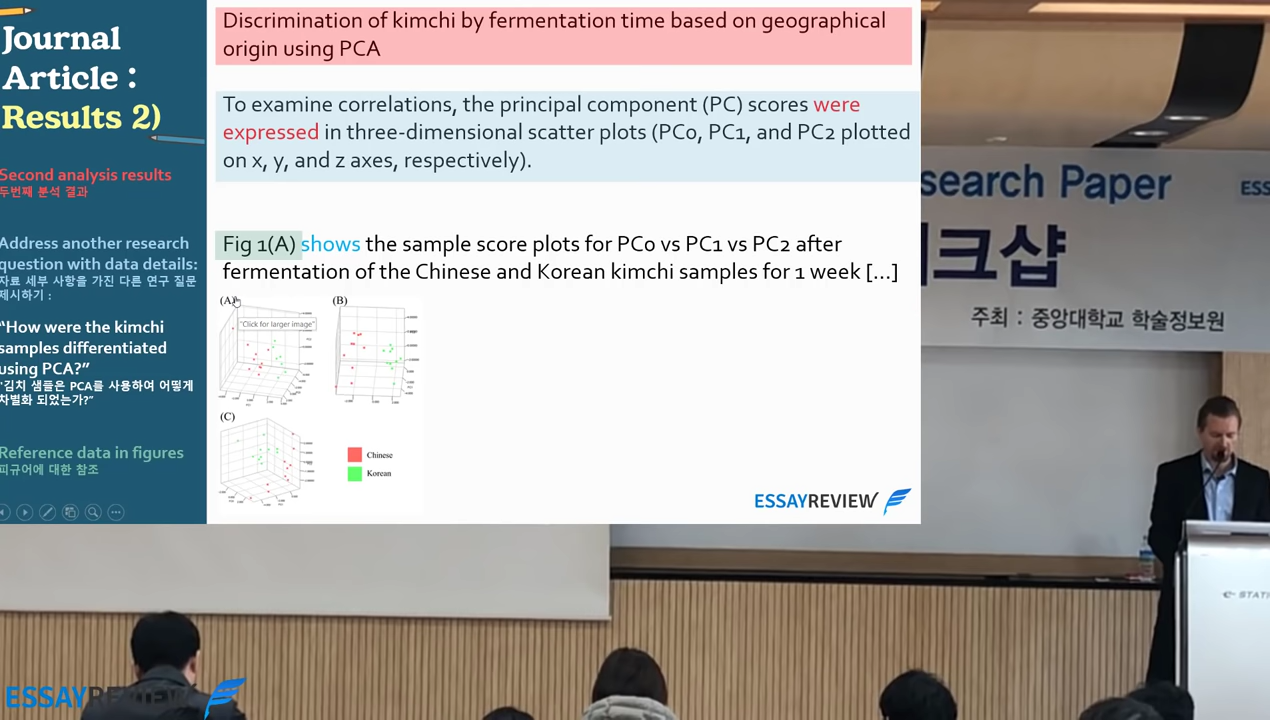 Journal
Article :
Results 2)
Second analysis results
두번째 분석 결과
Address another research
question with data details:
자료 세부 사항을 가진 다른 연구 질문
제시하기 :
“How were the kimchi
samples differentiated
using PCA?”
“김치 샘플은 PCA를 사용하여 어떻게
차별화 되었는가?”
Reference data in figures
피규어에 대한 참조
Discrimination of kimchi by fermentation time based on geographical
origin using PCA
To examine correlations, the principal component (PC) scores were
expressed in three-dimensional scatter plots (PC0, PC1, and PC2 plotted
on x, y, and z axes, respectively).
Fig 1(A) shows the sample score plots for PC0 vs PC1 vs PC2 after
fermentation of the Chinese and Korean kimchi samples for 1 week [...]
(A)
"Click for larger image"
(B)
(C)
Chinese
Korean
ESSAYREVIEW
search Paper
ESS
크샵
주최 : 중앙대학교 학술정보원
ESSAYREVIEW